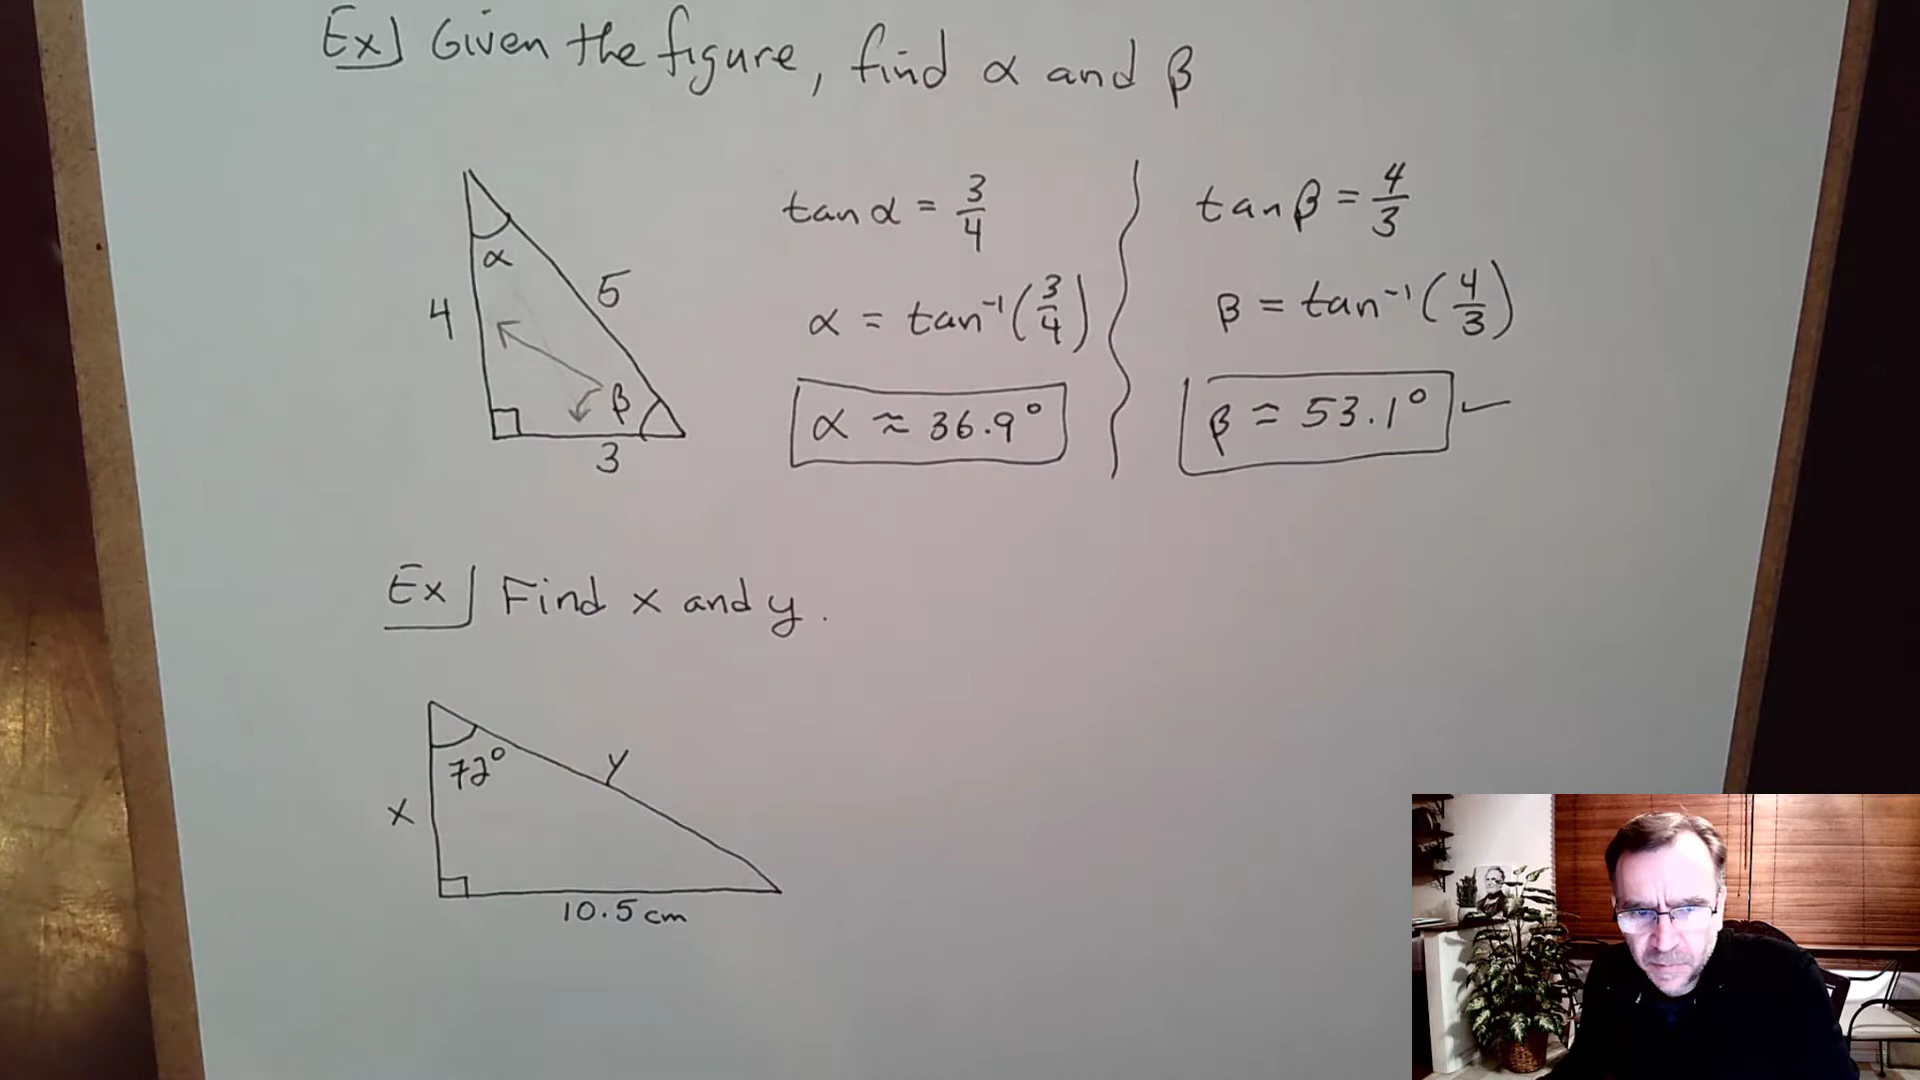 Ex] Given the figure, find α and β
tan α = 3/4
tan β = 4/3
α
4
5
α = tan⁻¹(3/4)
β = tan⁻¹(4/3)
β
α ≈ 36.9°
β ≈ 53.1° ✓
3
Ex] Find x and y.
72°
y
x
10.5 cm